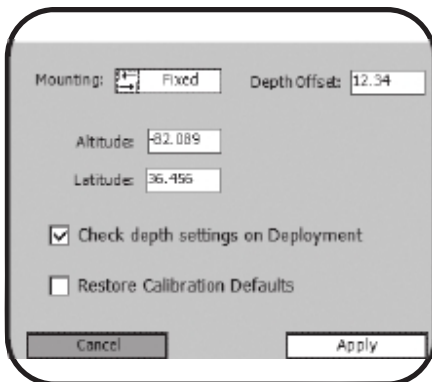 Mounting: Fixed Depth Offset: 12.34
Altitude: -82.089
Latitude: 36.456
Check depth settings on Deployment
Restore Calibration Defaults
Cancel Apply